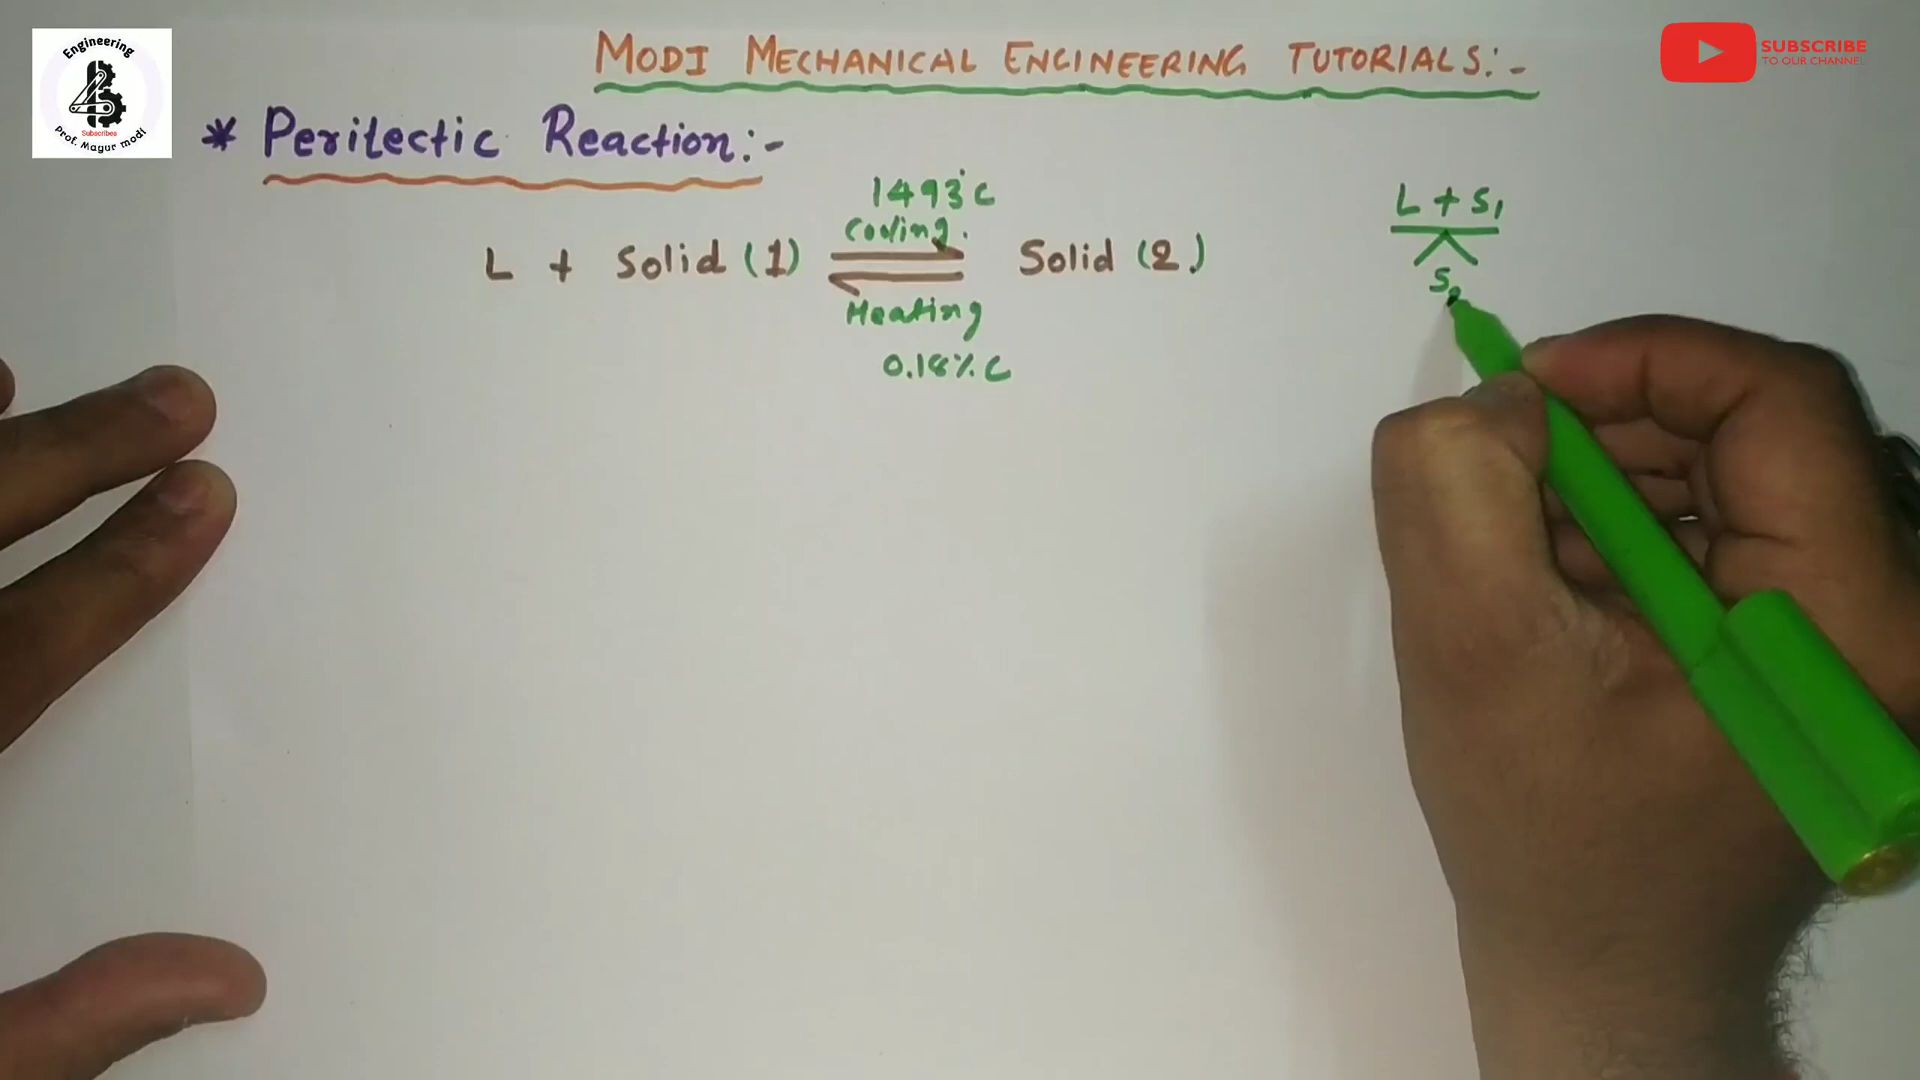 Engineering
Subscribes
Prof. Mayur modi
MODI MECHANICAL ENGINEERING TUTORIALS:-
SUBSCRIBE
TO OUR CHANNEL
* Peritectic Reaction:-
1493°C
Cooling.
L + Solid (1) ⇌ Solid (2)
Heating
0.18% C
L + S1
S2